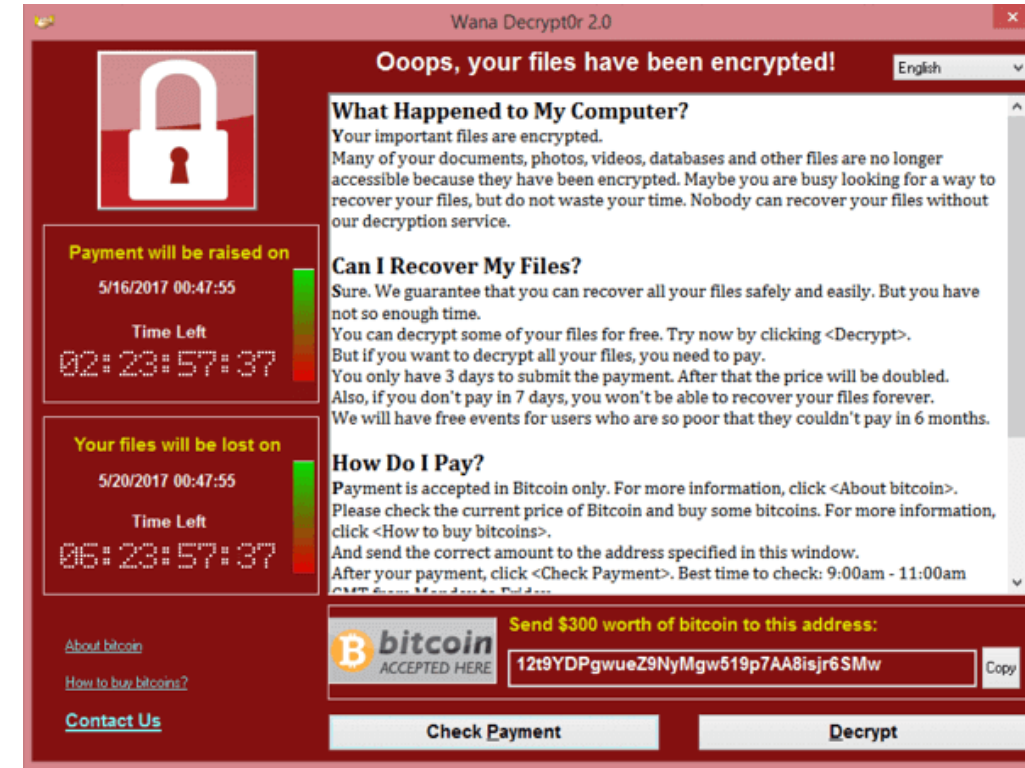 Wana Decrypt0r 2.0
Ooops, your files have been encrypted!
English
What Happened to My Computer?
Your important files are encrypted.
Many of your documents, photos, videos, databases and other files are no longer
accessible because they have been encrypted. Maybe you are busy looking for a way to
recover your files, but do not waste your time. Nobody can recover your files without
our decryption service.
Can I Recover My Files?
Sure. We guarantee that you can recover all your files safely and easily. But you have
not so enough time.
You can decrypt some of your files for free. Try now by clicking <Decrypt>.
But if you want to decrypt all your files, you need to pay.
You only have 3 days to submit the payment. After that the price will be doubled.
Also, if you don't pay in 7 days, you won't be able to recover your files forever.
We will have free events for users who are so poor that they couldn't pay in 6 months.
How Do I Pay?
Payment is accepted in Bitcoin only. For more information, click <About bitcoin>.
Please check the current price of Bitcoin and buy some bitcoins. For more information,
click <How to buy bitcoins>.
And send the correct amount to the address specified in this window.
After your payment, click <Check Payment>. Best time to check: 9:00am - 11:00am
GMT from Monday to Friday.
Payment will be raised on
5/16/2017 00:47:55
Time Left
02:23:57:37
Your files will be lost on
5/20/2017 00:47:55
Time Left
06:23:57:37
About bitcoin
How to buy bitcoins?
Contact Us
bitcoin
ACCEPTED HERE
Send $300 worth of bitcoin to this address:
12t9YDPgwueZ9NyMgw519p7AA8isjr6SMw
Copy
Check Payment
Decrypt